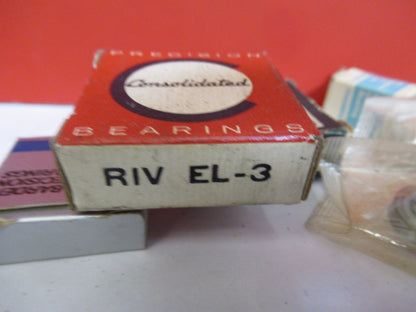 PRECISION
Consolidated
BEARINGS
RIV EL-3